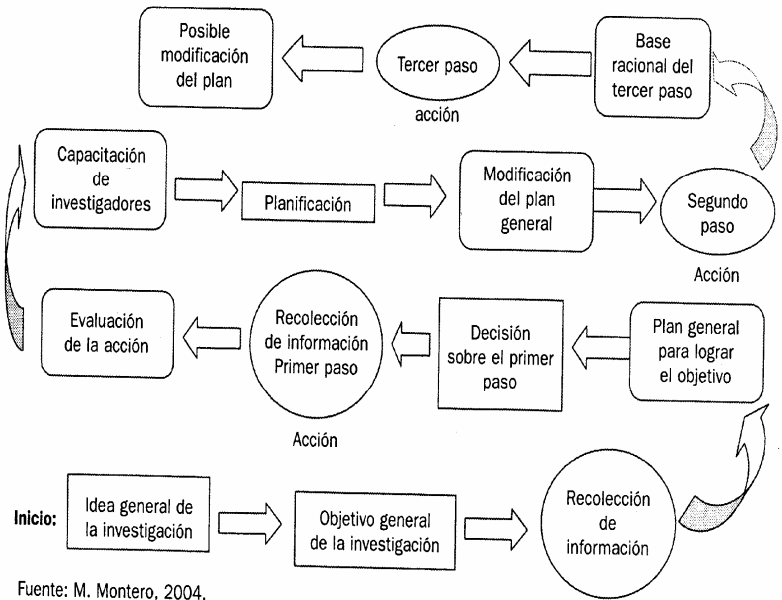 Posible
modificación
del plan
Tercer paso
acción
Base
racional del
tercer paso
Capacitación
de
investigadores
Planificación
Modificación
del plan
general
Segundo
paso
Acción
Evaluación
de la acción
Recolección
de información
Primer paso
Acción
Decisión
sobre el primer
paso
Plan general
para lograr
el objetivo
Inicio:
Idea general de
la investigación
Objetivo general
de la investigación
Recolección
de
información
Fuente: M. Montero, 2004.